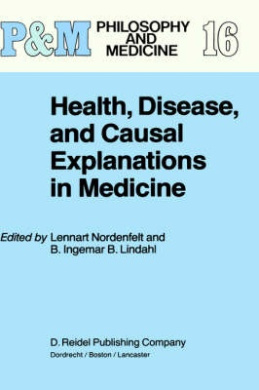 P&M
PHILOSOPHY
AND
MEDICINE
16
Health, Disease,
and Causal
Explanations
in Medicine
Edited by Lennart Nordenfelt and
B. Ingemar B. Lindahl
D. Reidel Publishing Company
Dordrecht / Boston / Lancaster